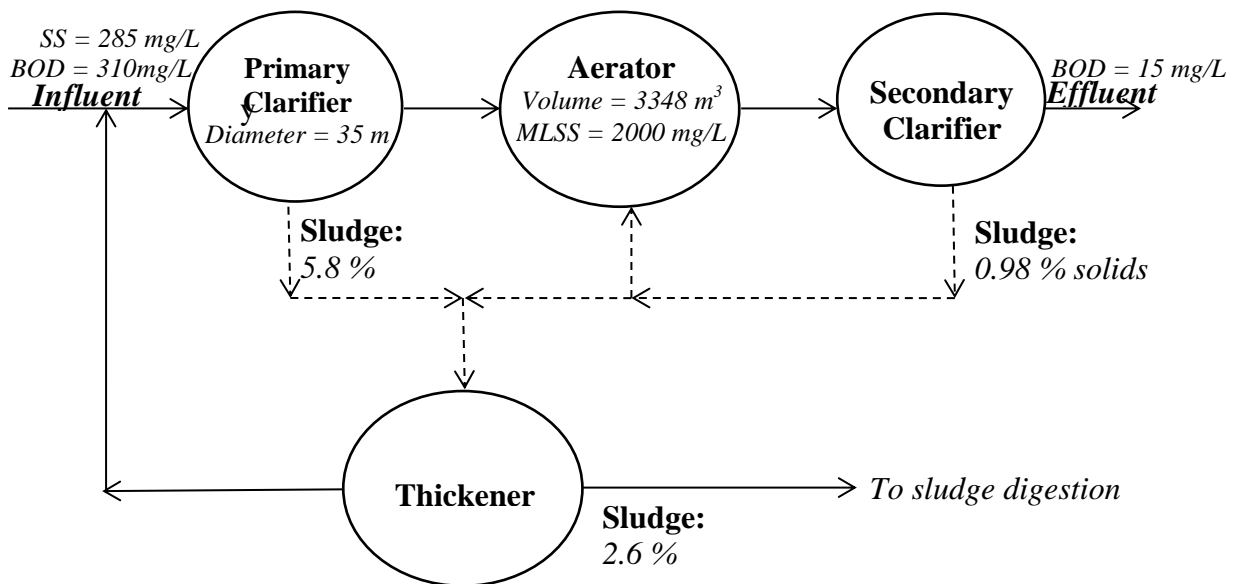 SS = 285 mg/L
BOD = 310mg/L
Influent
Primary
Clarifier
y
Diameter = 35 m
Aerator
Volume = 3348 m³
MLSS = 2000 mg/L
Secondary
Clarifier
BOD = 15 mg/L
Effluent
Sludge:
5.8 %
Sludge:
0.98 % solids
Thickener
To sludge digestion
Sludge:
2.6 %